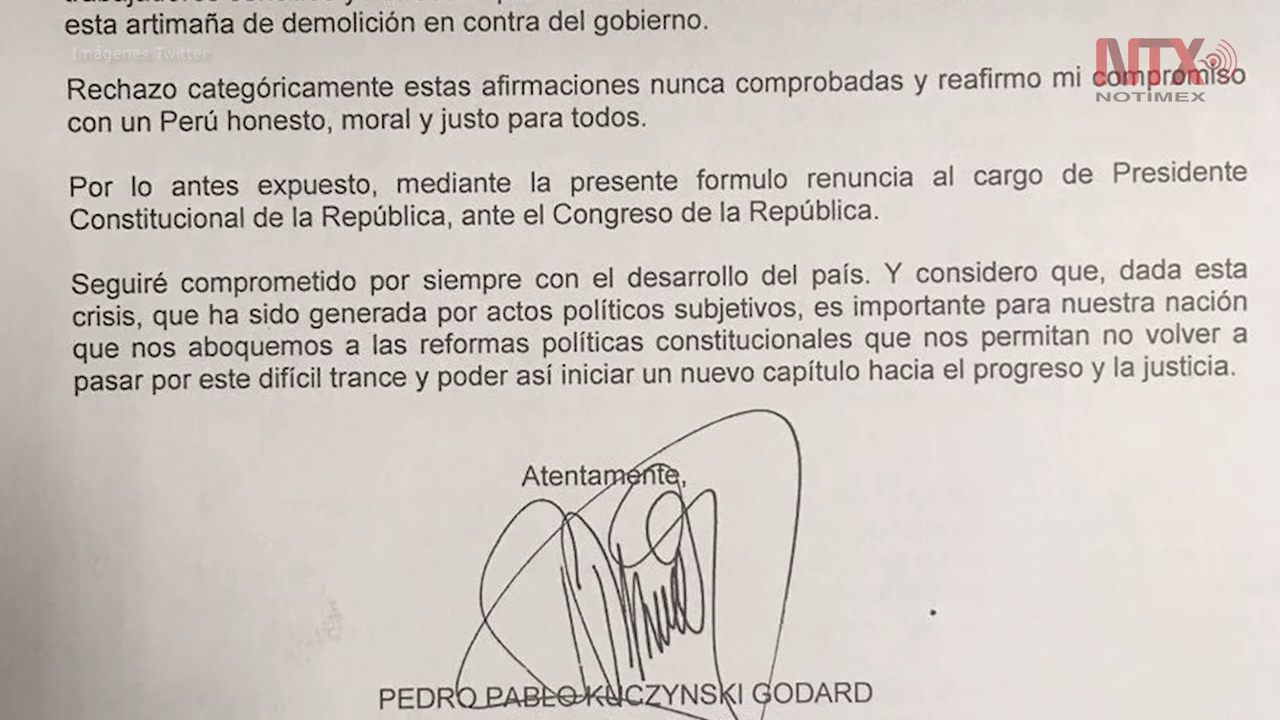 esta artimaña de demolición en contra del gobierno.
Imágenes Twitter
NTX
NOTIMEX
Rechazo categóricamente estas afirmaciones nunca comprobadas y reafirmo mi compromiso
con un Perú honesto, moral y justo para todos.
Por lo antes expuesto, mediante la presente formulo renuncia al cargo de Presidente
Constitucional de la República, ante el Congreso de la República.
Seguiré comprometido por siempre con el desarrollo del país. Y considero que, dada esta
crisis, que ha sido generada por actos políticos subjetivos, es importante para nuestra nación
que nos aboquemos a las reformas políticas constitucionales que nos permitan no volver a
pasar por este difícil trance y poder así iniciar un nuevo capítulo hacia el progreso y la justicia.
Atentamente,
PEDRO PABLO KUCZYNSKI GODARD